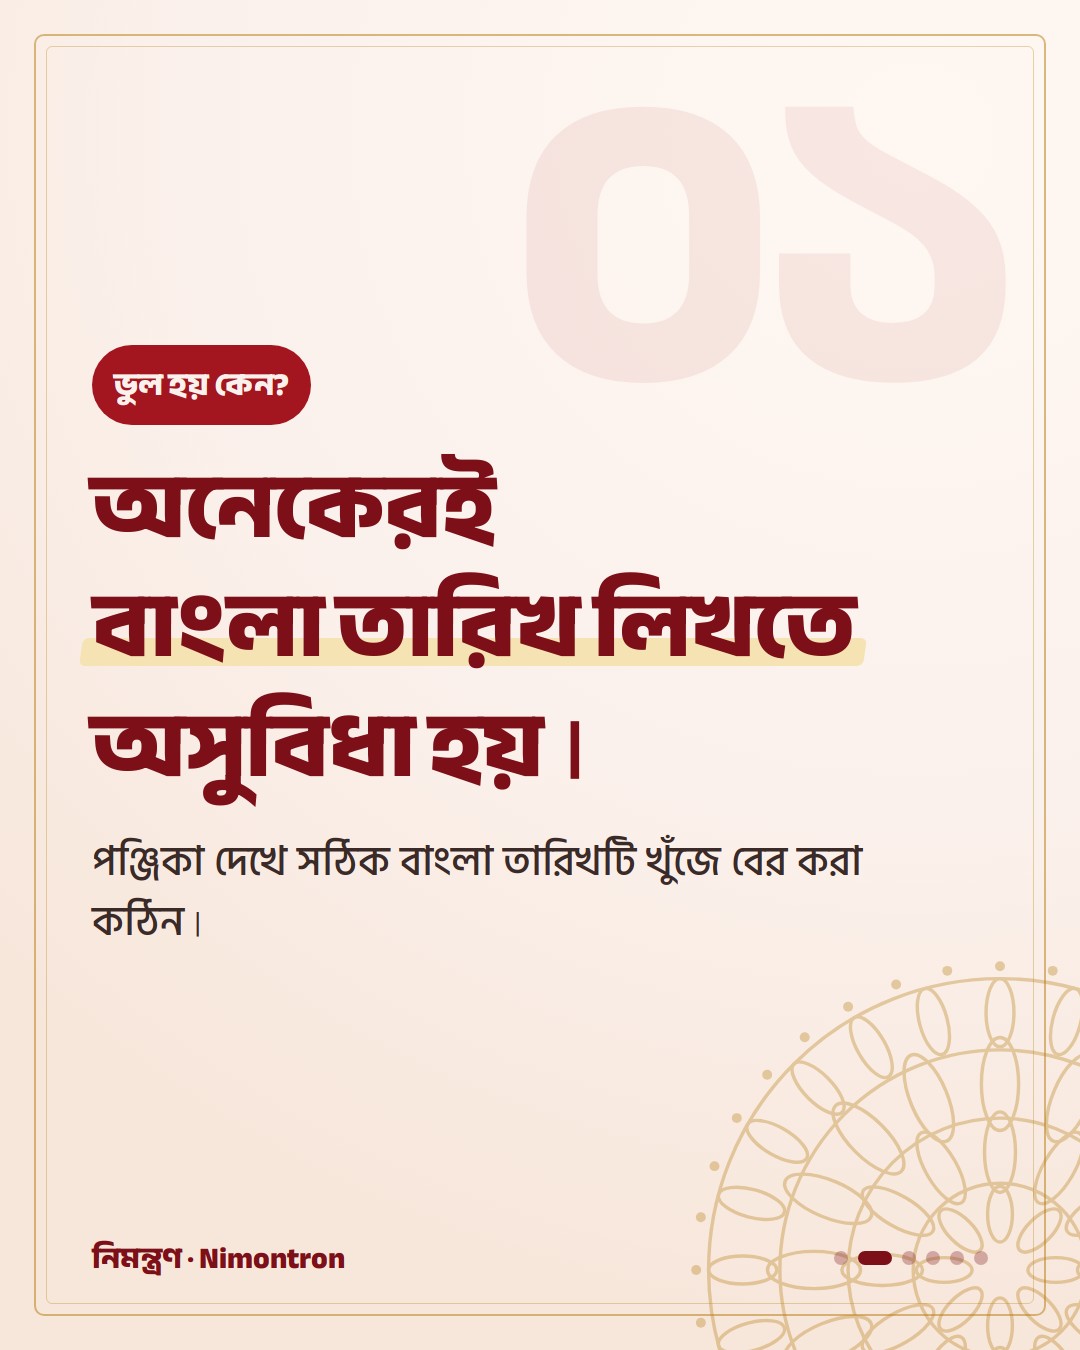 ০১
ভুল হয় কেন?
অনেকেরই
বাংলা তারিখ লিখতে
অসুবিধা হয়।
পঞ্জিকা দেখে সঠিক বাংলা তারিখটি খুঁজে বের করা
কঠিন।
নিমন্ত্রণ · Nimontron